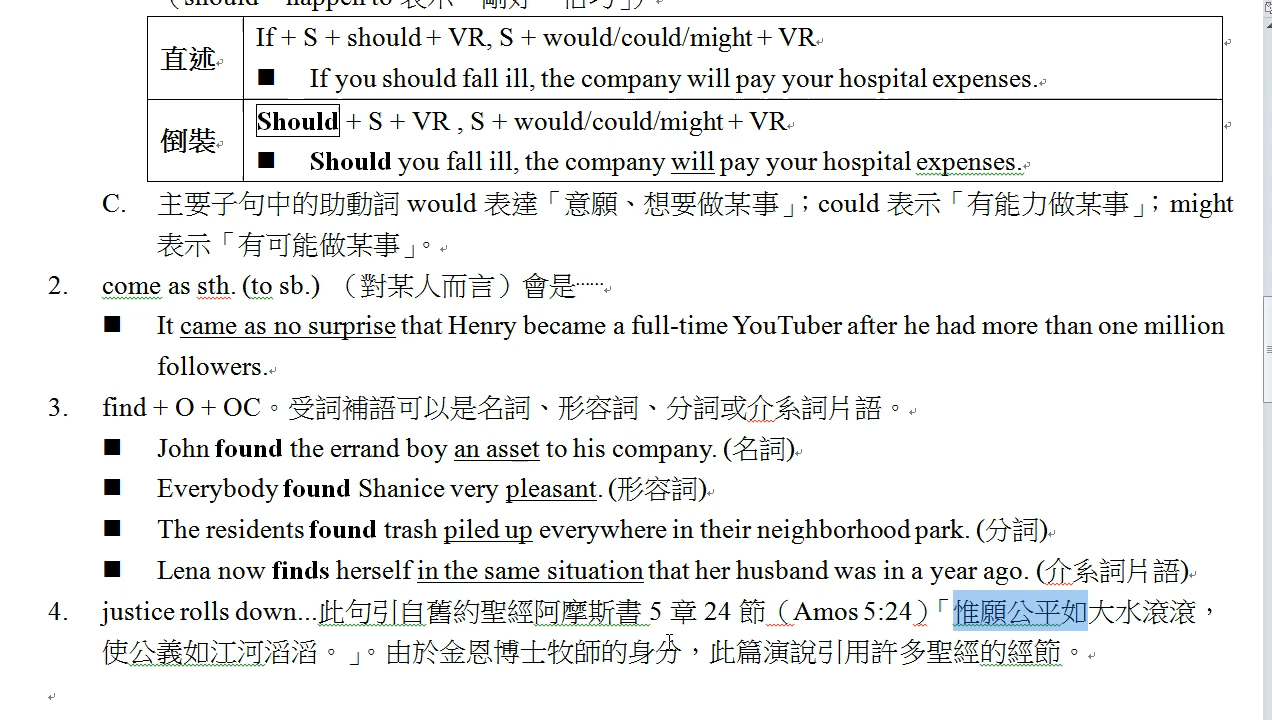 （should = happen to 表示「剛好、恰巧」）
直述
If + S + should + VR, S + would/could/might + VR
■ If you should fall ill, the company will pay your hospital expenses.
倒裝
Should + S + VR , S + would/could/might + VR
■ Should you fall ill, the company will pay your hospital expenses.
C. 主要子句中的助動詞 would 表達「意願、想要做某事」；could 表示「有能力做某事」；might
表示「有可能做某事」。
2. come as sth. (to sb.) （對某人而言）會是……
■ It came as no surprise that Henry became a full-time YouTuber after he had more than one million
followers.
3. find + O + OC。受詞補語可以是名詞、形容詞、分詞或介系詞片語。
■ John found the errand boy an asset to his company. (名詞)
■ Everybody found Shanice very pleasant. (形容詞)
■ The residents found trash piled up everywhere in their neighborhood park. (分詞)
■ Lena now finds herself in the same situation that her husband was in a year ago. (介系詞片語)
4. justice rolls down...此句引自舊約聖經阿摩斯書 5 章 24 節（Amos 5:24）「惟願公平如大水滾滾，
使公義如江河滔滔。」。由於金恩博士牧師的身分，此篇演說引用許多聖經的經節。